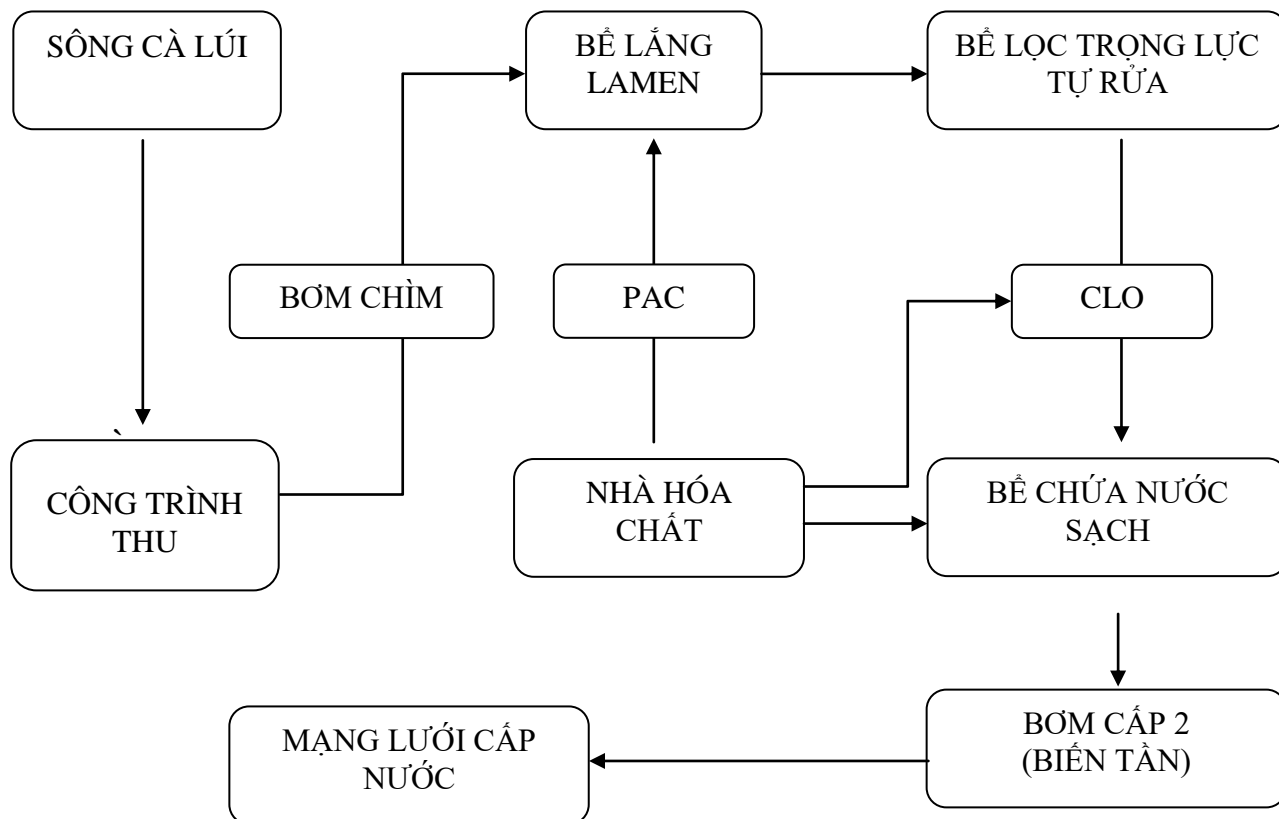 SÔNG CÀ LÚI
BỂ LẮNG
LAMEN
BỂ LỌC TRỌNG LỰC
TỰ RỬA
BƠM CHÌM
PAC
CLO
CÔNG TRÌNH
THU
NHÀ HÓA
CHẤT
BỂ CHỨA NƯỚC
SẠCH
MẠNG LƯỚI CẤP
NƯỚC
BƠM CẤP 2
(BIẾN TẦN)